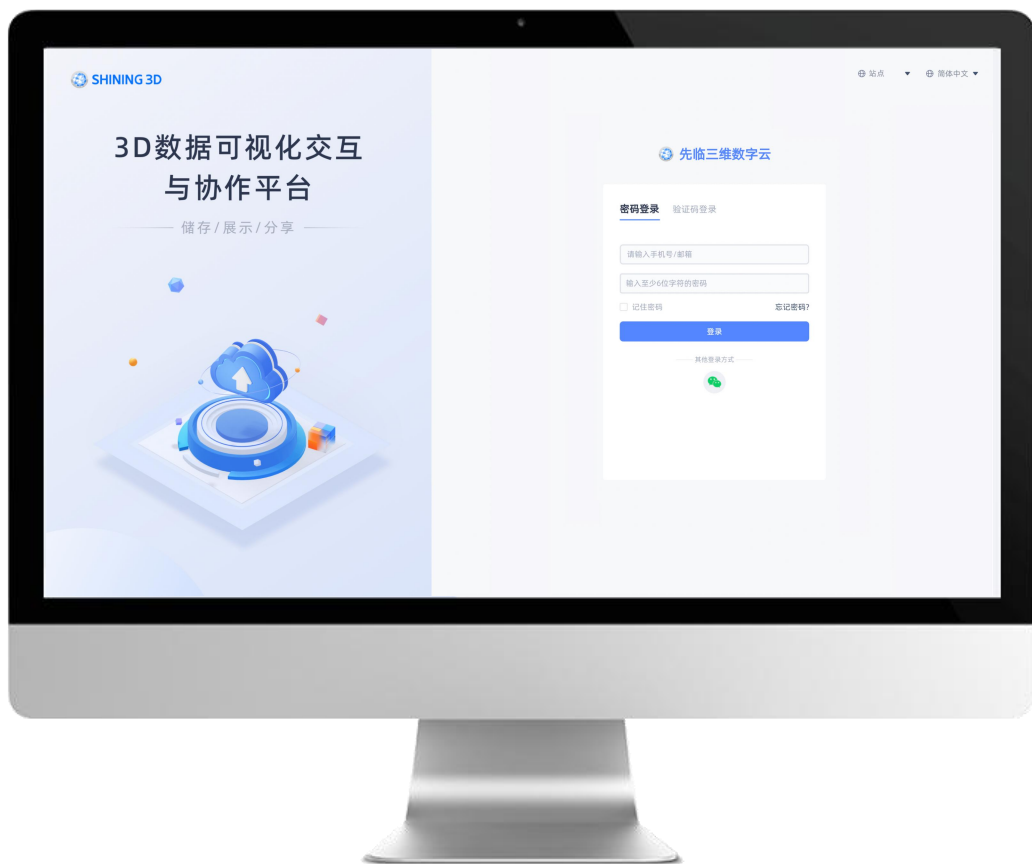 SHINING 3D
站点
简体中文
3D数据可视化交互
与协作平台
储存/展示/分享
先临三维数字云
密码登录
验证码登录
请输入手机号/邮箱
输入至少6位字符的密码
记住密码
忘记密码?
登录
其他登录方式